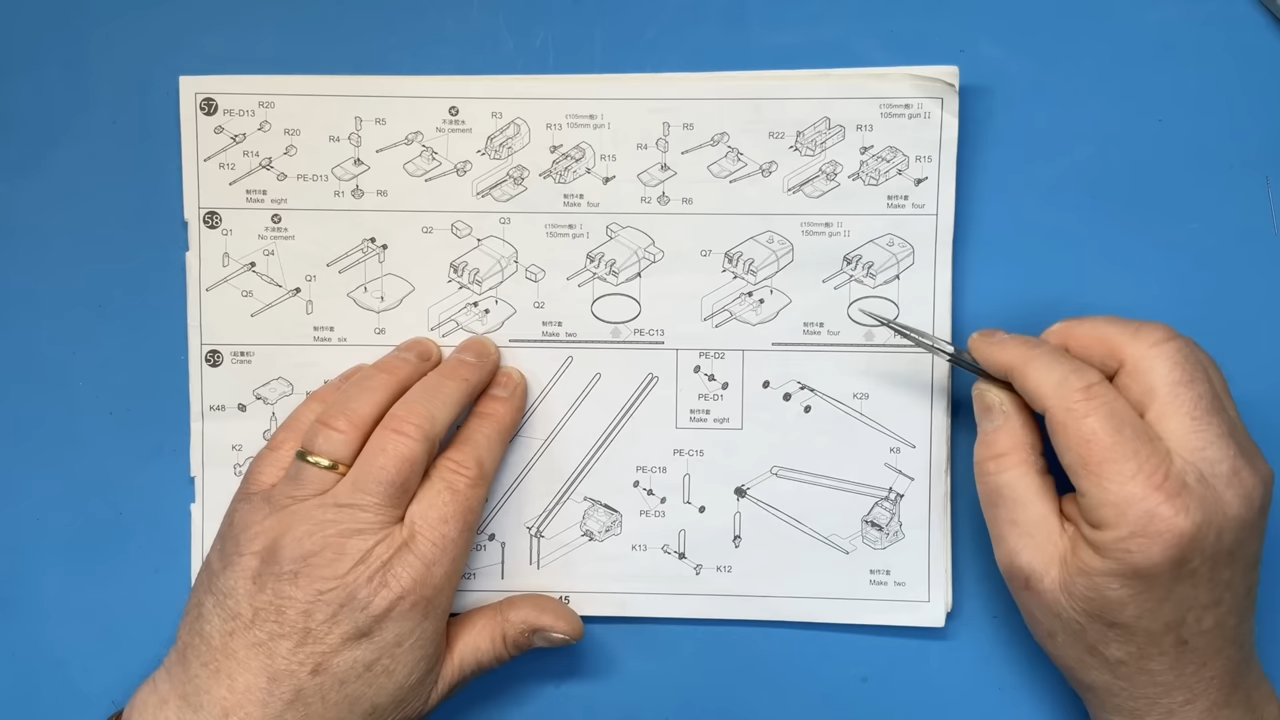 57
PE-D13
R20
R20
R12
R14
PE-D13
制作8套
Make eight
R5
R4
R1
R6
不涂胶水
No cement
R3
《105mm炮》 I
105mm gun I
R13
R15
制作4套
Make four
R5
R4
R2
R6
R22
《105mm炮》 II
105mm gun II
R13
R15
制作4套
Make four
58
不涂胶水
No cement
Q1
Q4
Q1
Q5
制作6套
Make six
Q6
Q2
Q3
Q2
《150mm炮》 I
150mm gun I
制作2套
Make two
PE-C13
Q7
《150mm炮》 II
150mm gun II
制作4套
Make four
59
《起重机》
Crane
K48
K2
K21
PE-D2
PE-D1
制作8套
Make eight
K29
K8
PE-C15
PE-C18
PE-D3
K13
K12
制作2套
Make two
45